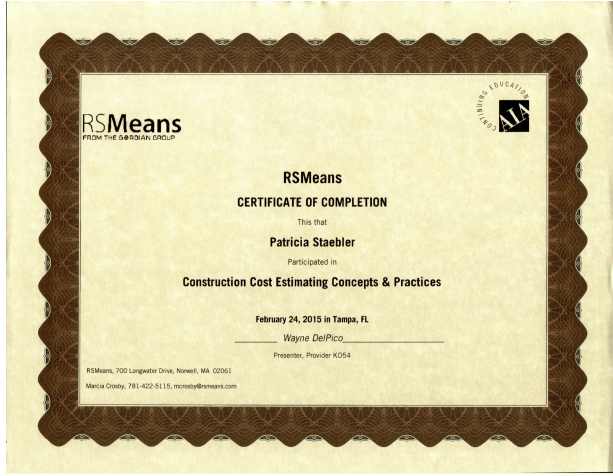 RSMeans
FROM THE GORDIAN GROUP
CONTINUING EDUCATION
AIA
RSMeans
CERTIFICATE OF COMPLETION
This that
Patricia Staebler
Participated in
Construction Cost Estimating Concepts & Practices
February 24, 2015 in Tampa, FL
Wayne DelPico
Presenter, Provider K054
RSMeans, 700 Longwater Drive, Norwell, MA 02061
Marcia Crosby, 781-422-5115, mcrosby@rsmeans.com